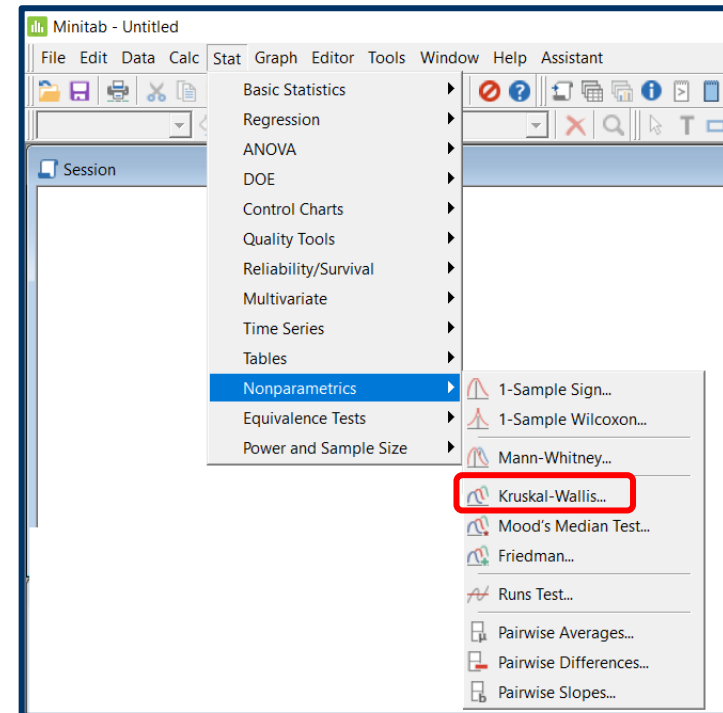 Minitab - Untitled
File Edit Data Calc Stat Graph Editor Tools Window Help Assistant
Session
Basic Statistics
Regression
ANOVA
DOE
Control Charts
Quality Tools
Reliability/Survival
Multivariate
Time Series
Tables
Nonparametrics
Equivalence Tests
Power and Sample Size
1-Sample Sign...
1-Sample Wilcoxon...
Mann-Whitney...
Kruskal-Wallis...
Mood's Median Test...
Friedman...
Runs Test...
Pairwise Averages...
Pairwise Differences...
Pairwise Slopes...